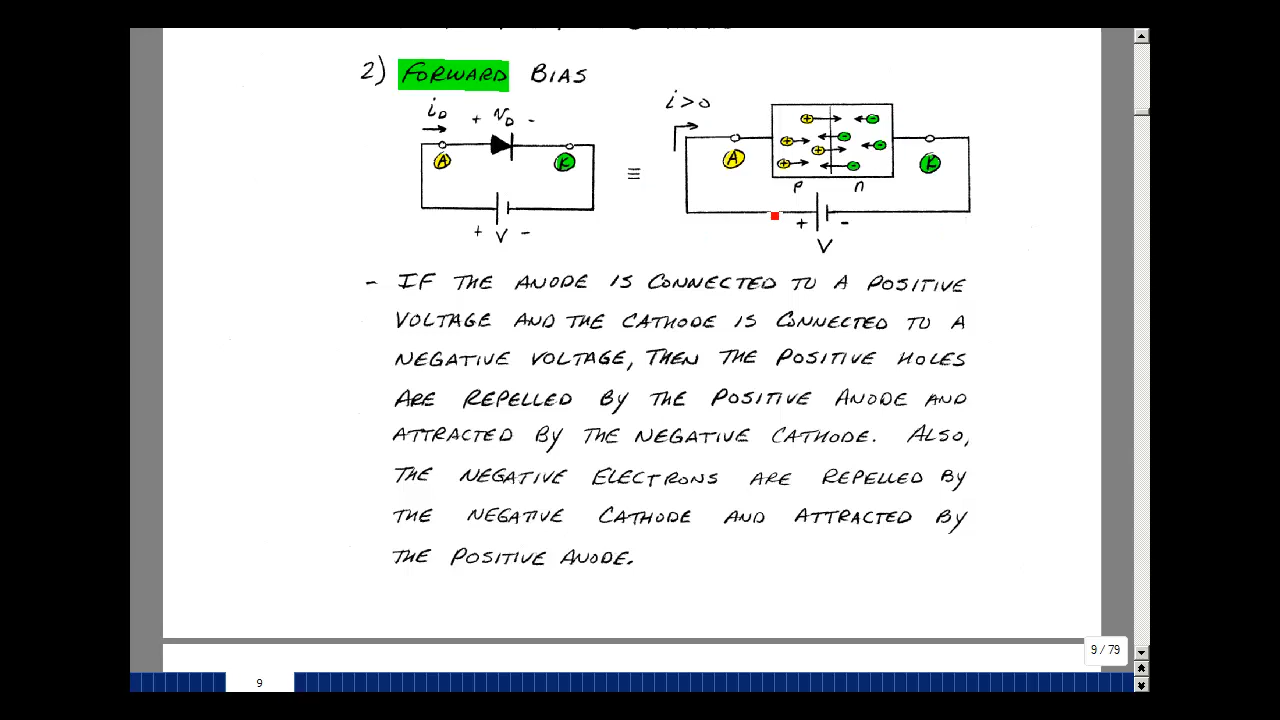 2) FORWARD BIAS
iD + VD -
A K
+ V -
≡
i>0
A K
+ + + + - - - - -
p n
+ -
V
- IF THE ANODE IS CONNECTED TO A POSITIVE
VOLTAGE AND THE CATHODE IS CONNECTED TO A
NEGATIVE VOLTAGE, THEN THE POSITIVE HOLES
ARE REPELLED BY THE POSITIVE ANODE AND
ATTRACTED BY THE NEGATIVE CATHODE. ALSO,
THE NEGATIVE ELECTRONS ARE REPELLED BY
THE NEGATIVE CATHODE AND ATTRACTED BY
THE POSITIVE ANODE.
9 / 79
9